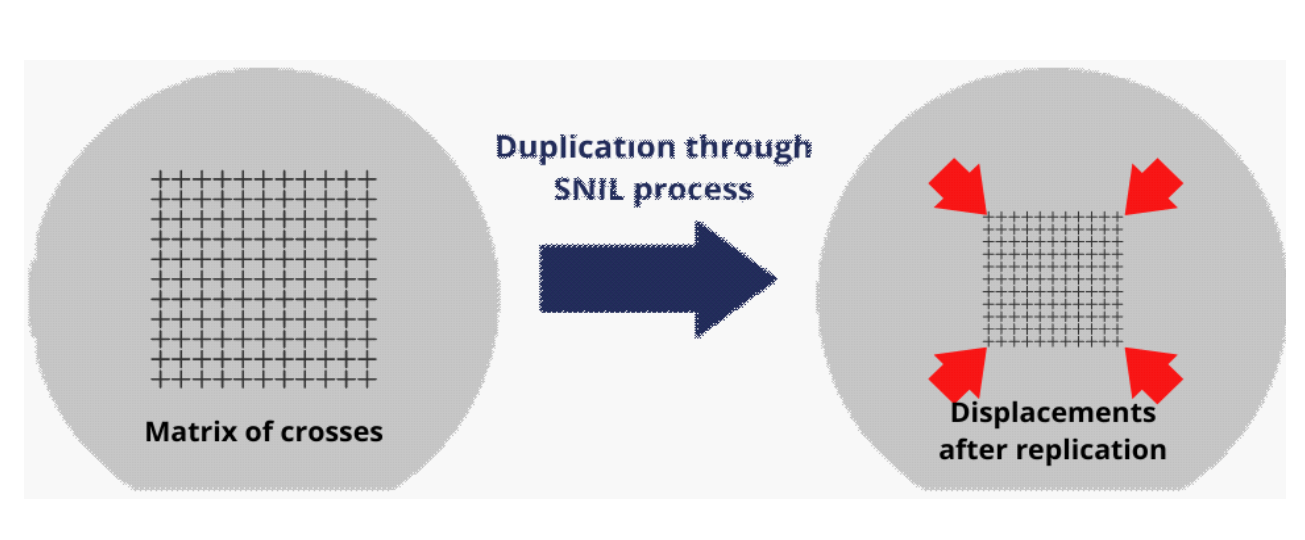 Duplication through
SNIL process
Matrix of crosses
Displacements
after replication